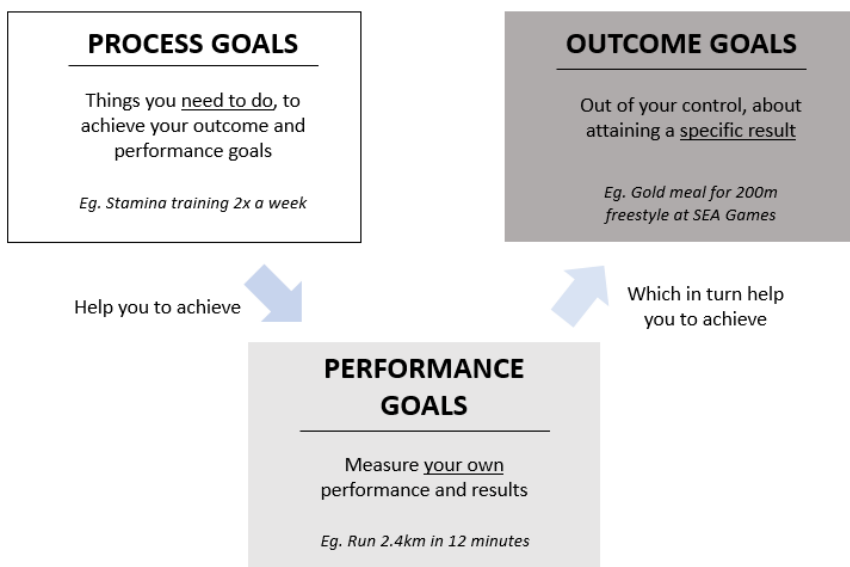 PROCESS GOALS
Things you need to do, to
achieve your outcome and
performance goals
Eg. Stamina training 2x a week
OUTCOME GOALS
Out of your control, about
attaining a specific result
Eg. Gold meal for 200m
freestyle at SEA Games
Help you to achieve
Which in turn help
you to achieve
PERFORMANCE
GOALS
Measure your own
performance and results
Eg. Run 2.4km in 12 minutes